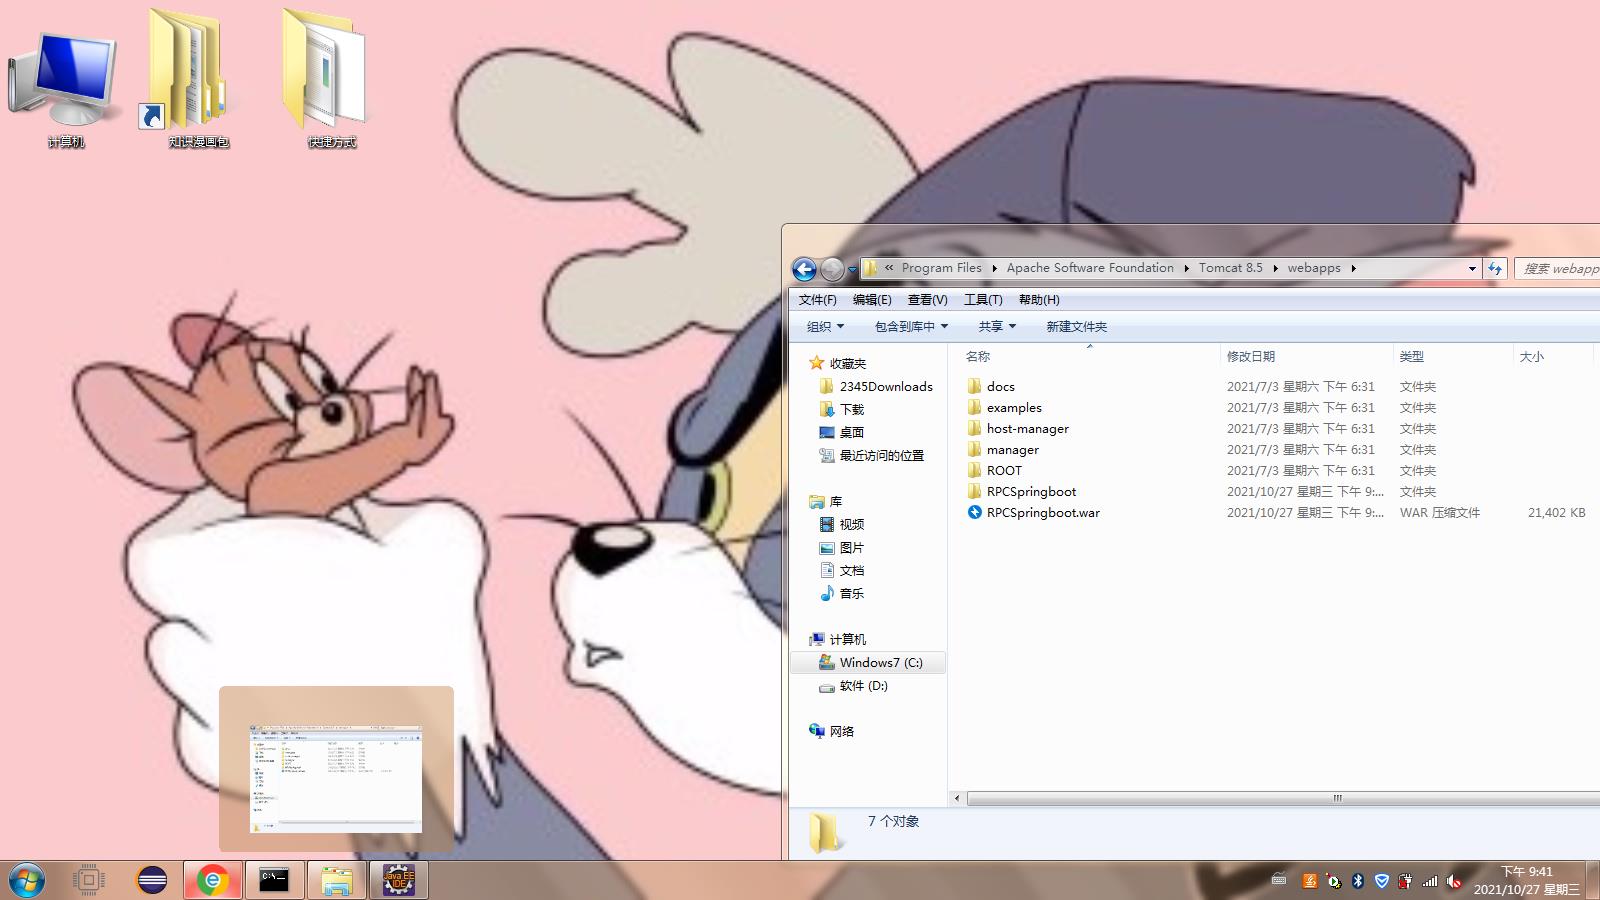 计算机
知识漫画包
快捷方式
« Program Files Apache Software Foundation Tomcat 8.5 webapps
搜索 webapp
文件(F) 编辑(E) 查看(V) 工具(T) 帮助(H)
组织 包含到库中 共享 新建文件夹
名称 修改日期 类型 大小
收藏夹
2345Downloads
下载
桌面
最近访问的位置
库
视频
图片
文档
音乐
计算机
Windows7 (C:)
软件 (D:)
网络
docs 2021/7/3 星期六 下午 6:31 文件夹
examples 2021/7/3 星期六 下午 6:31 文件夹
host-manager 2021/7/3 星期六 下午 6:31 文件夹
manager 2021/7/3 星期六 下午 6:31 文件夹
ROOT 2021/7/3 星期六 下午 6:31 文件夹
RPCSpringboot 2021/10/27 星期三 下午 9:... 文件夹
RPCSpringboot.war 2021/10/27 星期三 下午 9:... WAR 压缩文件 21,402 KB
7 个对象
C:\_
Java EE
IDE
下午 9:41
2021/10/27 星期三